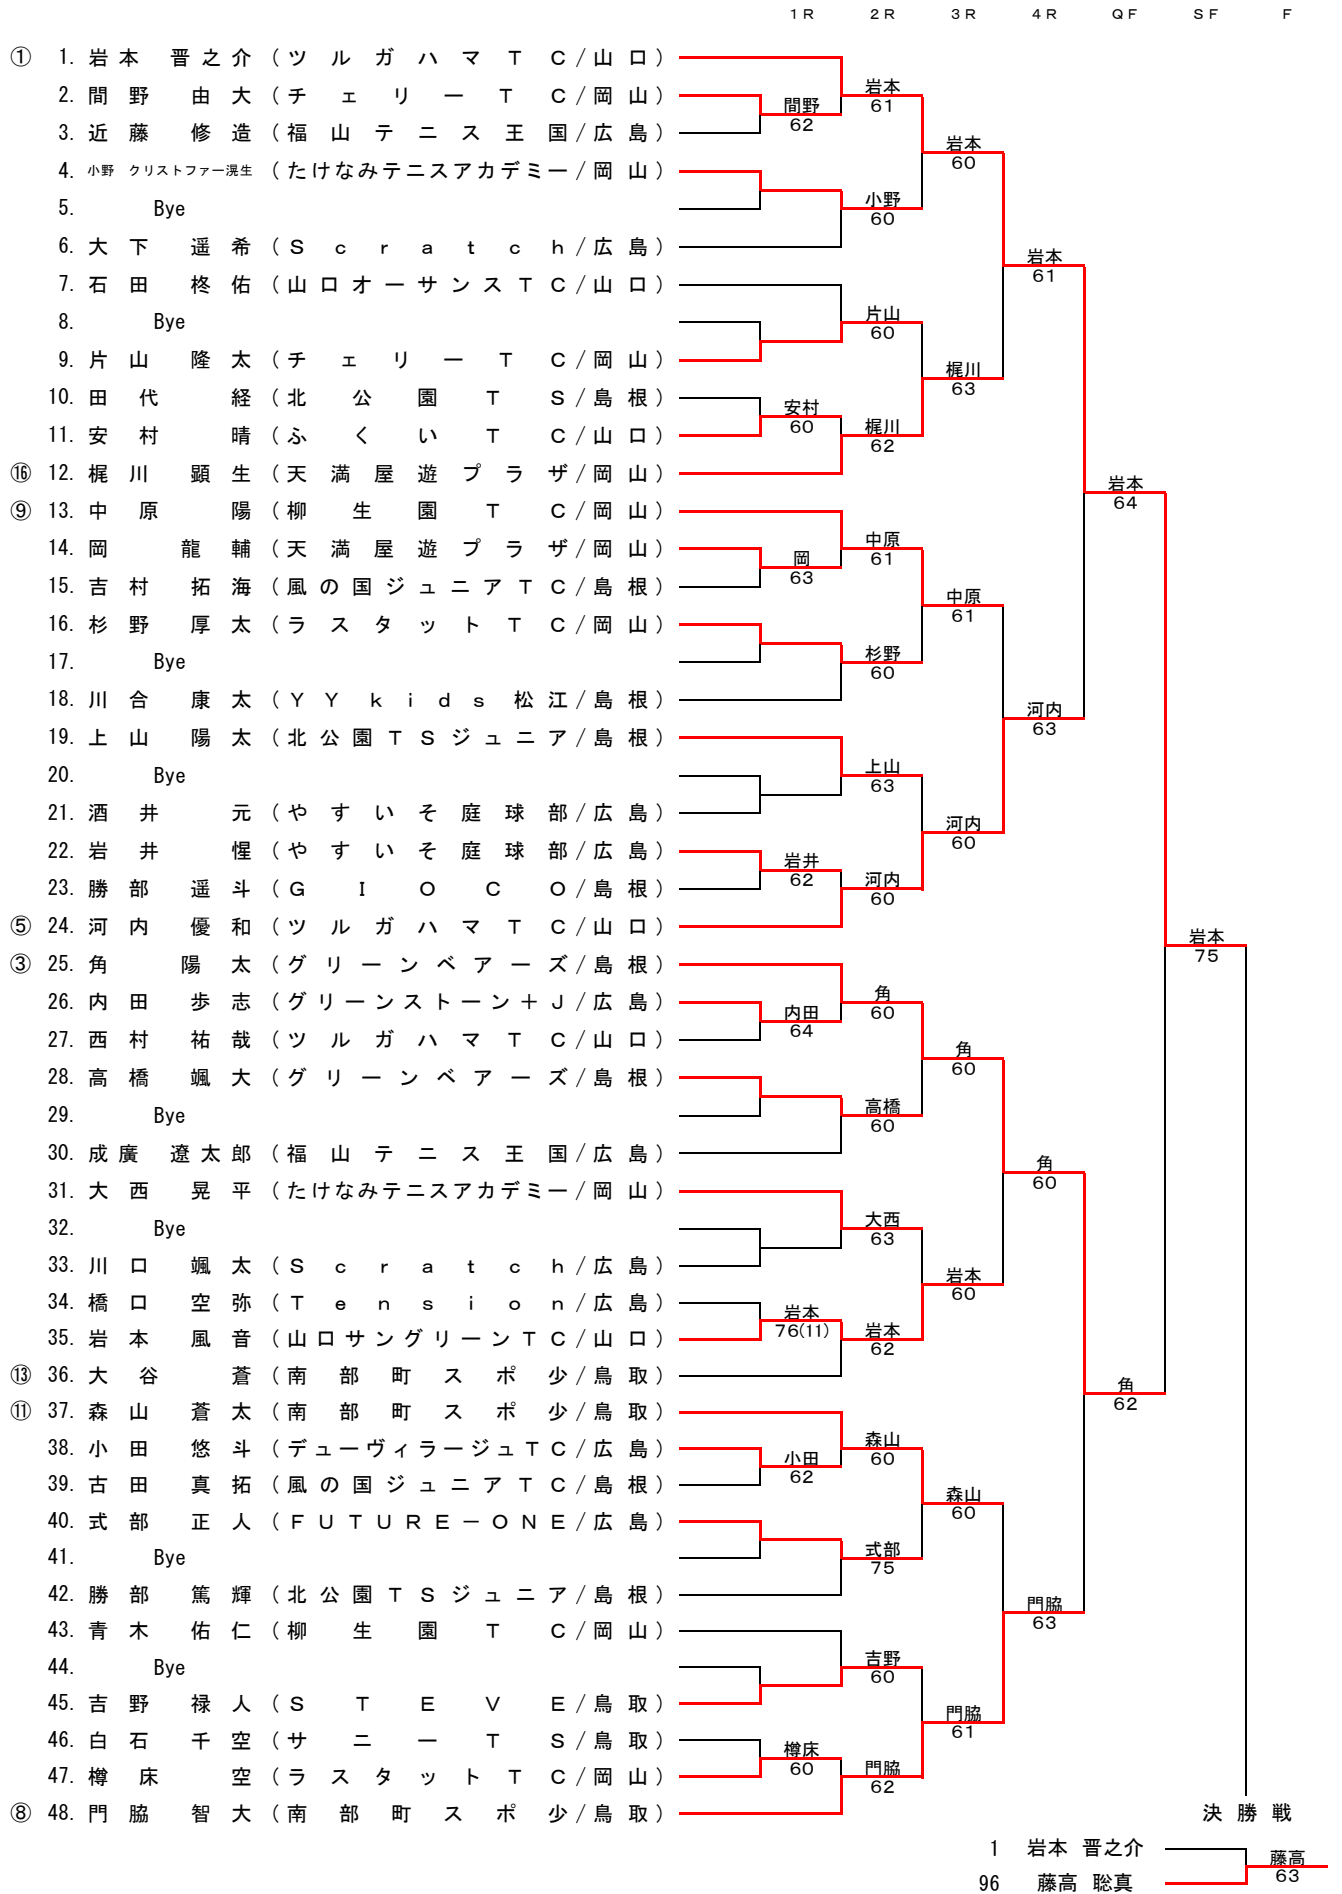 1R 2R 3R 4R QF SF F
① 1. 岩本 晋之介 (ツルガハマTC/山口)
2. 間野 由大 (チェリーTC/岡山)
3. 近藤 修造 (福山テニス王国/広島)
4. 小野 クリストファー滉生 (たけなみテニスアカデミー/岡山)
5. Bye
6. 大下 遥希 (Scratch/広島)
7. 石田 柊佑 (山口オーサンスTC/山口)
8. Bye
9. 片山 隆太 (チェリーTC/岡山)
10. 田代 経 (北公園TS/島根)
11. 安村 晴 (ふくいTC/山口)
⑯ 12. 梶川 顕生 (天満屋遊プラザ/岡山)
⑨ 13. 中原 陽 (柳生園TC/岡山)
14. 岡 龍輔 (天満屋遊プラザ/岡山)
15. 吉村 拓海 (風の国ジュニアTC/島根)
16. 杉野 厚太 (ラスタットTC/岡山)
17. Bye
18. 川合 康太 (YYkids松江/島根)
19. 上山 陽太 (北公園TSジュニア/島根)
20. Bye
21. 酒井 元 (やすいそ庭球部/広島)
22. 岩井 惺 (やすいそ庭球部/広島)
23. 勝部 遥斗 (GIOCO/島根)
⑤ 24. 河内 優和 (ツルガハマTC/山口)
③ 25. 角 陽太 (グリーンベアーズ/島根)
26. 内田 歩志 (グリーンストーン+J/広島)
27. 西村 祐哉 (ツルガハマTC/山口)
28. 高橋 颯大 (グリーンベアーズ/島根)
29. Bye
30. 成廣 遼太郎 (福山テニス王国/広島)
31. 大西 晃平 (たけなみテニスアカデミー/岡山)
32. Bye
33. 川口 颯太 (Scratch/広島)
34. 橋口 空弥 (Tension/広島)
35. 岩本 風音 (山口サングリーンTC/山口)
⑬ 36. 大谷 蒼 (南部町スポ少/鳥取)
⑪ 37. 森山 蒼太 (南部町スポ少/鳥取)
38. 小田 悠斗 (デューヴィラージュTC/広島)
39. 古田 真拓 (風の国ジュニアTC/島根)
40. 式部 正人 (FUTURE－ONE/広島)
41. Bye
42. 勝部 篤輝 (北公園TSジュニア/島根)
43. 青木 佑仁 (柳生園TC/岡山)
44. Bye
45. 吉野 禄人 (STEVE/鳥取)
46. 白石 千空 (サニーTS/鳥取)
47. 樽床 空 (ラスタットTC/岡山)
⑧ 48. 門脇 智大 (南部町スポ少/鳥取)
間野
62
安村
60
岡
63
岩井
62
内田
64
岩本
76(11)
小田
62
樽床
60
岩本
61
小野
60
片山
60
梶川
62
中原
61
杉野
60
上山
63
河内
60
角
60
高橋
60
大西
63
岩本
62
森山
60
式部
75
吉野
60
門脇
62
岩本
60
梶川
63
中原
61
河内
60
角
60
岩本
60
森山
60
門脇
61
岩本
61
河内
63
角
60
門脇
63
岩本
64
角
62
岩本
75
決勝戦
1 岩本 晋之介
96 藤高 聡真
藤高
63